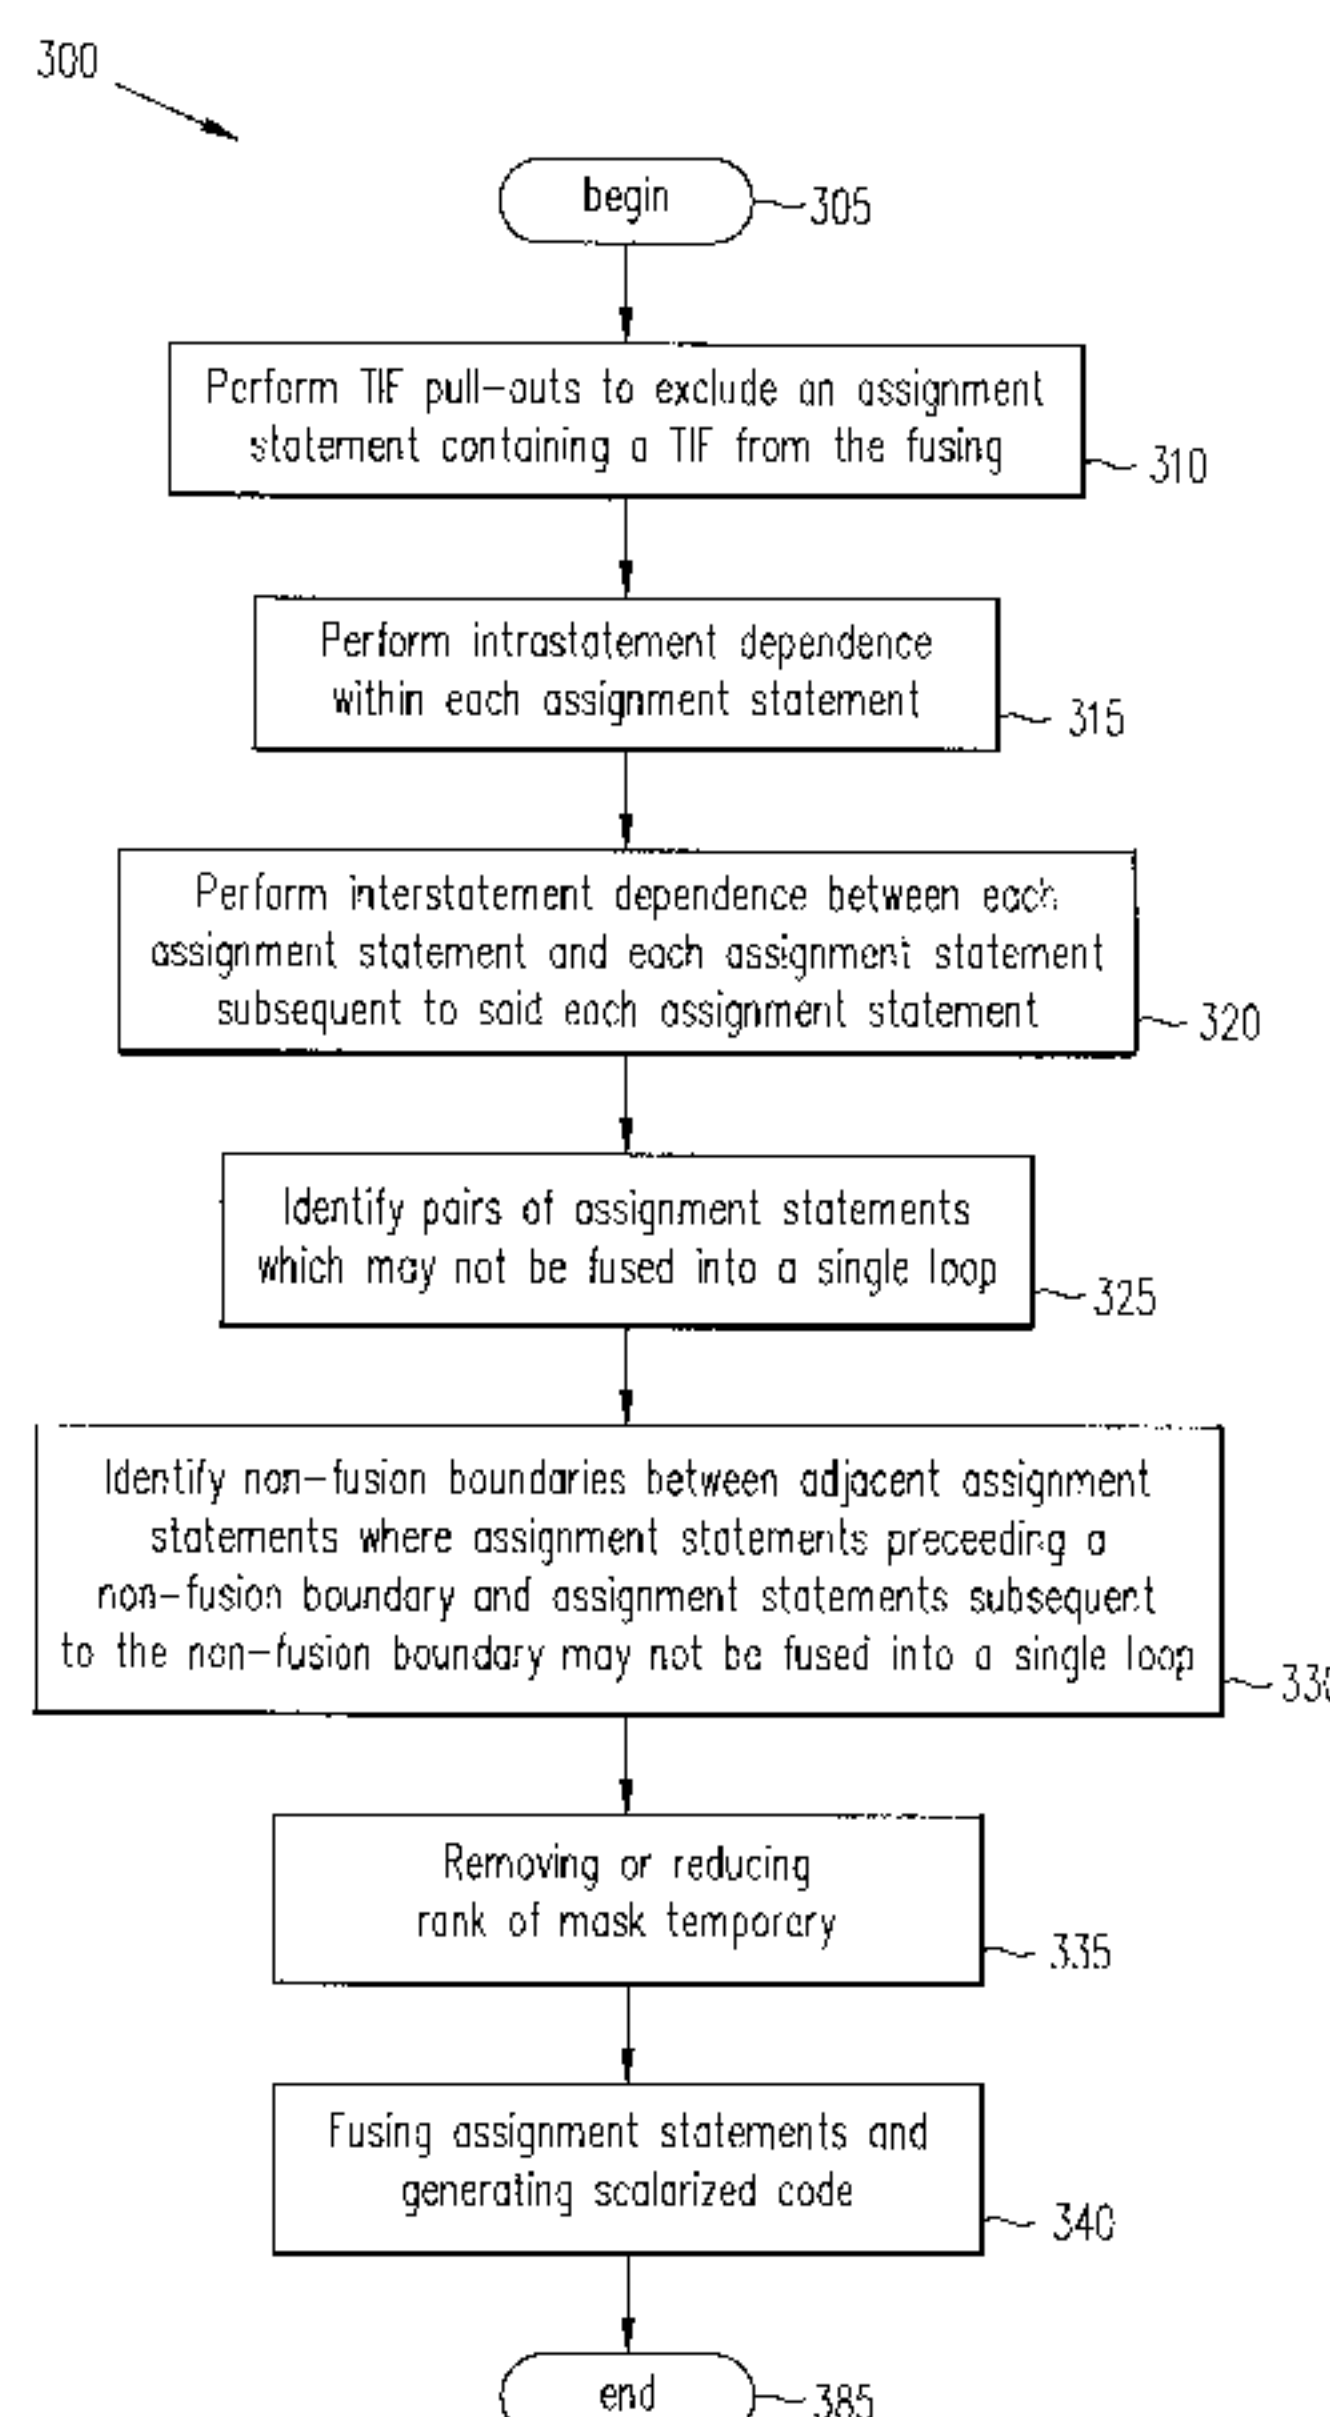 300
begin
305
Perform TIF pull-outs to exclude an assignment
statement containing a TIF from the fusing
310
Perform intrastatement dependence
within each assignment statement
315
Perform interstatement dependence between each
assignment statement and each assignment statement
subsequent to said each assignment statement
320
Identify pairs of assignment statements
which may not be fused into a single loop
325
Identify non-fusion boundaries between adjacent assignment
statements where assignment statements preceeding a
non-fusion boundary and assignment statements subsequent
to the non-fusion boundary may not be fused into a single loop
330
Removing or reducing
rank of mask temporary
335
Fusing assignment statements and
generating scalarized code
340
end
385